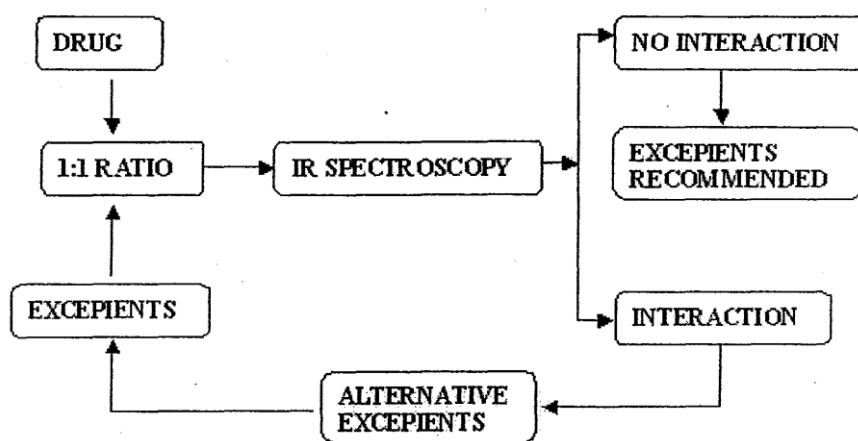 DRUG
NO INTERACTION
1:1 RATIO
IR SPECTROSCOPY
EXCEPIENTS
RECOMMENDED
EXCEPIENTS
INTERACTION
ALTERNATIVE
EXCEPIENTS